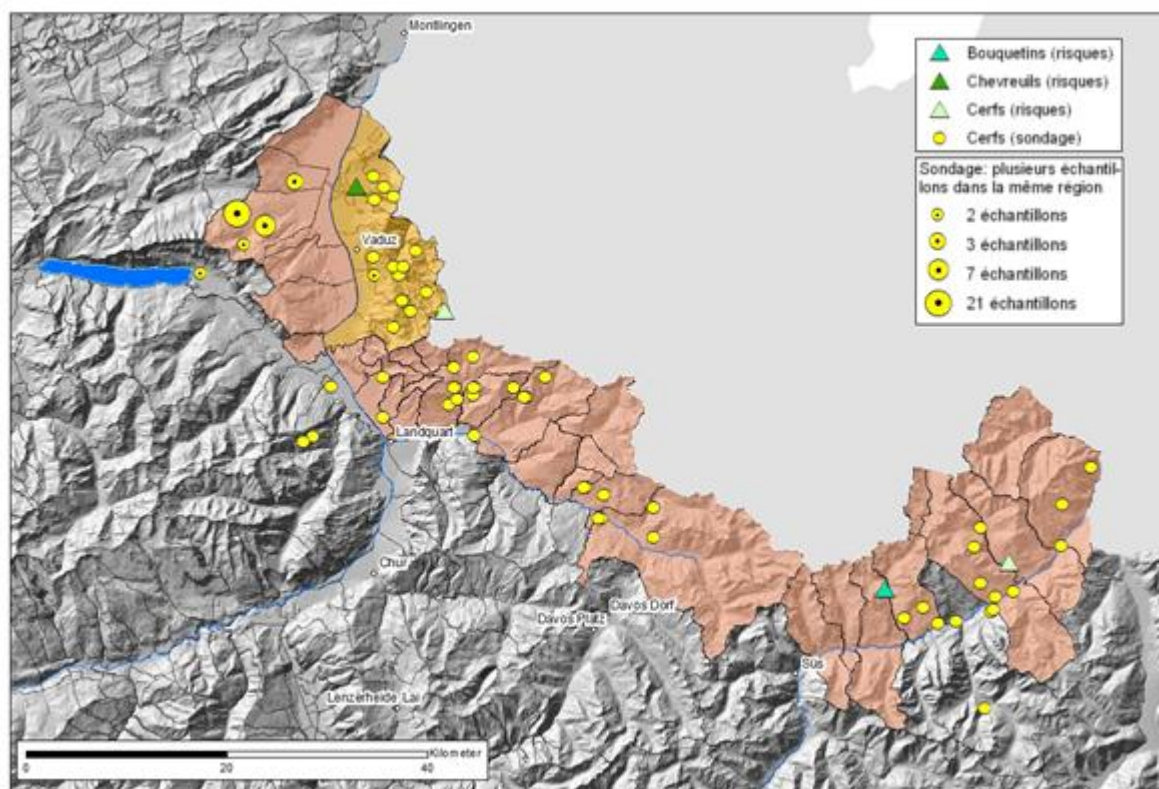 Montlingen
Bouquetins (risques)
Chevreuils (risques)
Cerfs (risques)
Cerfs (sondage)
Sondage: plusieurs échantil-
lons dans la même région
2 échantillons
3 échantillons
7 échantillons
21 échantillons
Vaduz
Landquart
Chur
Davos Dorf
Davos Platz
Süs
Lenzerheide Lai
Kilometer
0 20 40